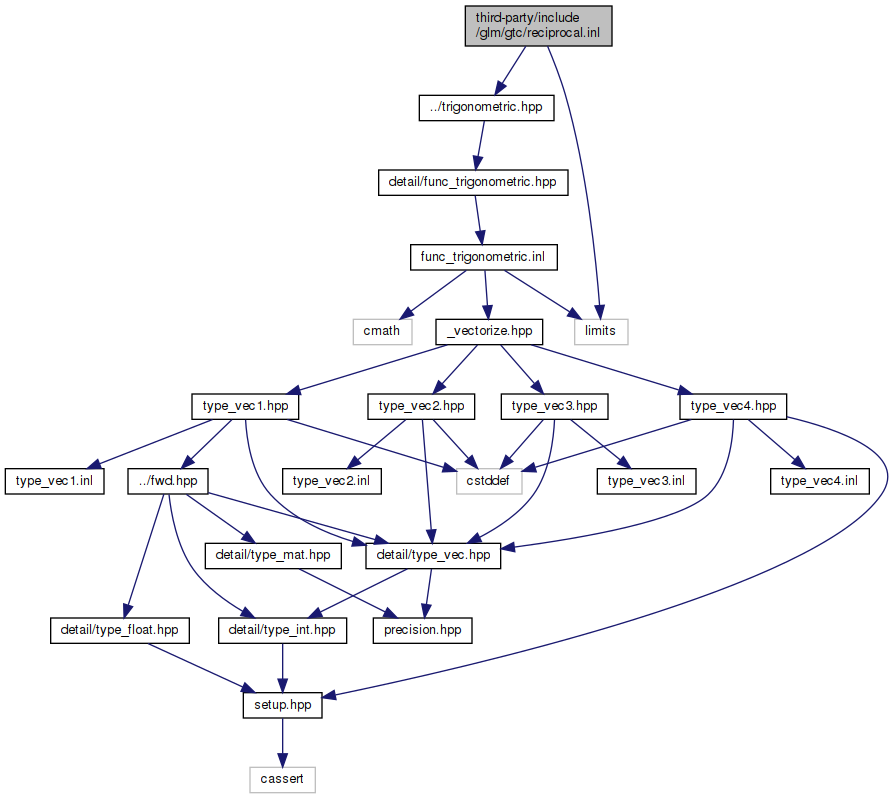 third-party/include
/glm/gtc/reciprocal.inl
../trigonometric.hpp
detail/func_trigonometric.hpp
func_trigonometric.inl
cmath
_vectorize.hpp
limits
type_vec1.hpp
type_vec2.hpp
type_vec3.hpp
type_vec4.hpp
type_vec1.inl
../fwd.hpp
type_vec2.inl
cstddef
type_vec3.inl
type_vec4.inl
detail/type_mat.hpp
detail/type_vec.hpp
detail/type_float.hpp
detail/type_int.hpp
precision.hpp
setup.hpp
cassert